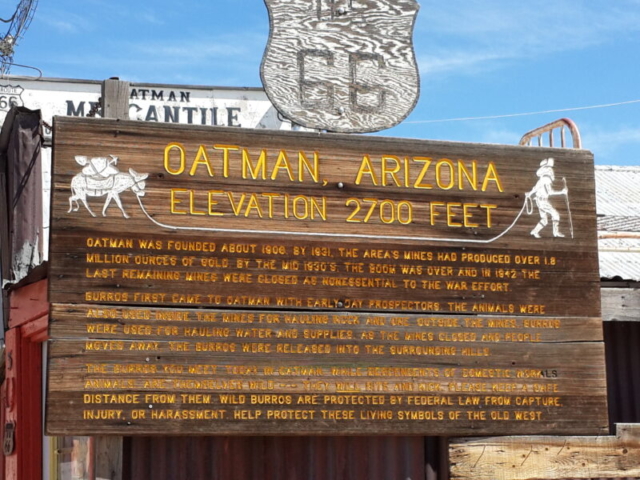 66
OATMAN
MERCANTILE
66
OATMAN, ARIZONA
ELEVATION 2700 FEET
OATMAN WAS FOUNDED ABOUT 1906. BY 1931, THE AREA'S MINES HAD PRODUCED OVER 1.8
MILLION OUNCES OF GOLD. BY THE MID 1930'S, THE BOOM WAS OVER AND IN 1942 THE
LAST REMAINING MINES WERE CLOSED AS NONESSENTIAL TO THE WAR EFFORT.
BURROS FIRST CAME TO OATMAN WITH EARLY-DAY PROSPECTORS. THE ANIMALS WERE
ALSO USED INSIDE THE MINES FOR HAULING ROCK AND ORE. OUTSIDE THE MINES, BURROS
WERE USED FOR HAULING WATER AND SUPPLIES. AS THE MINES CLOSED AND PEOPLE
MOVED AWAY, THE BURROS WERE RELEASED INTO THE SURROUNDING HILLS.
THE BURROS YOU MEET TODAY IN OATMAN, WHILE DESCENDENTS OF DOMESTIC ANIMALS,
DISTANCE FROM THEM. WILD BURROS ARE PROTECTED BY FEDERAL LAW FROM CAPTURE,
INJURY, OR HARASSMENT. HELP PROTECT THESE LIVING SYMBOLS OF THE OLD WEST